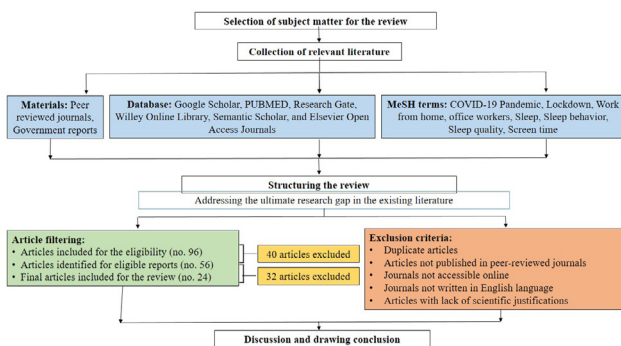 Selection of subject matter for the review
Collection of relevant literature
Materials: Peer
reviewed journals,
Government reports
Database: Google Scholar, PUBMED, Research Gate,
Willey Online Library, Semantic Scholar, and Elsevier Open
Access Journals
MeSH terms: COVID-19 Pandemic, Lockdown, Work
from home, office workers, Sleep, Sleep behavior,
Sleep quality, Screen time
Structuring the review
Addressing the ultimate research gap in the existing literature
Article filtering:
• Articles included for the eligibility (no. 96)
• Articles identified for eligible reports (no. 56)
• Final articles included for the review (no. 24)
40 articles excluded
32 articles excluded
Exclusion criteria:
• Duplicate articles
• Articles not published in peer-reviewed journals
• Journals not accessible online
• Journals not written in English language
• Articles with lack of scientific justifications
Discussion and drawing conclusion